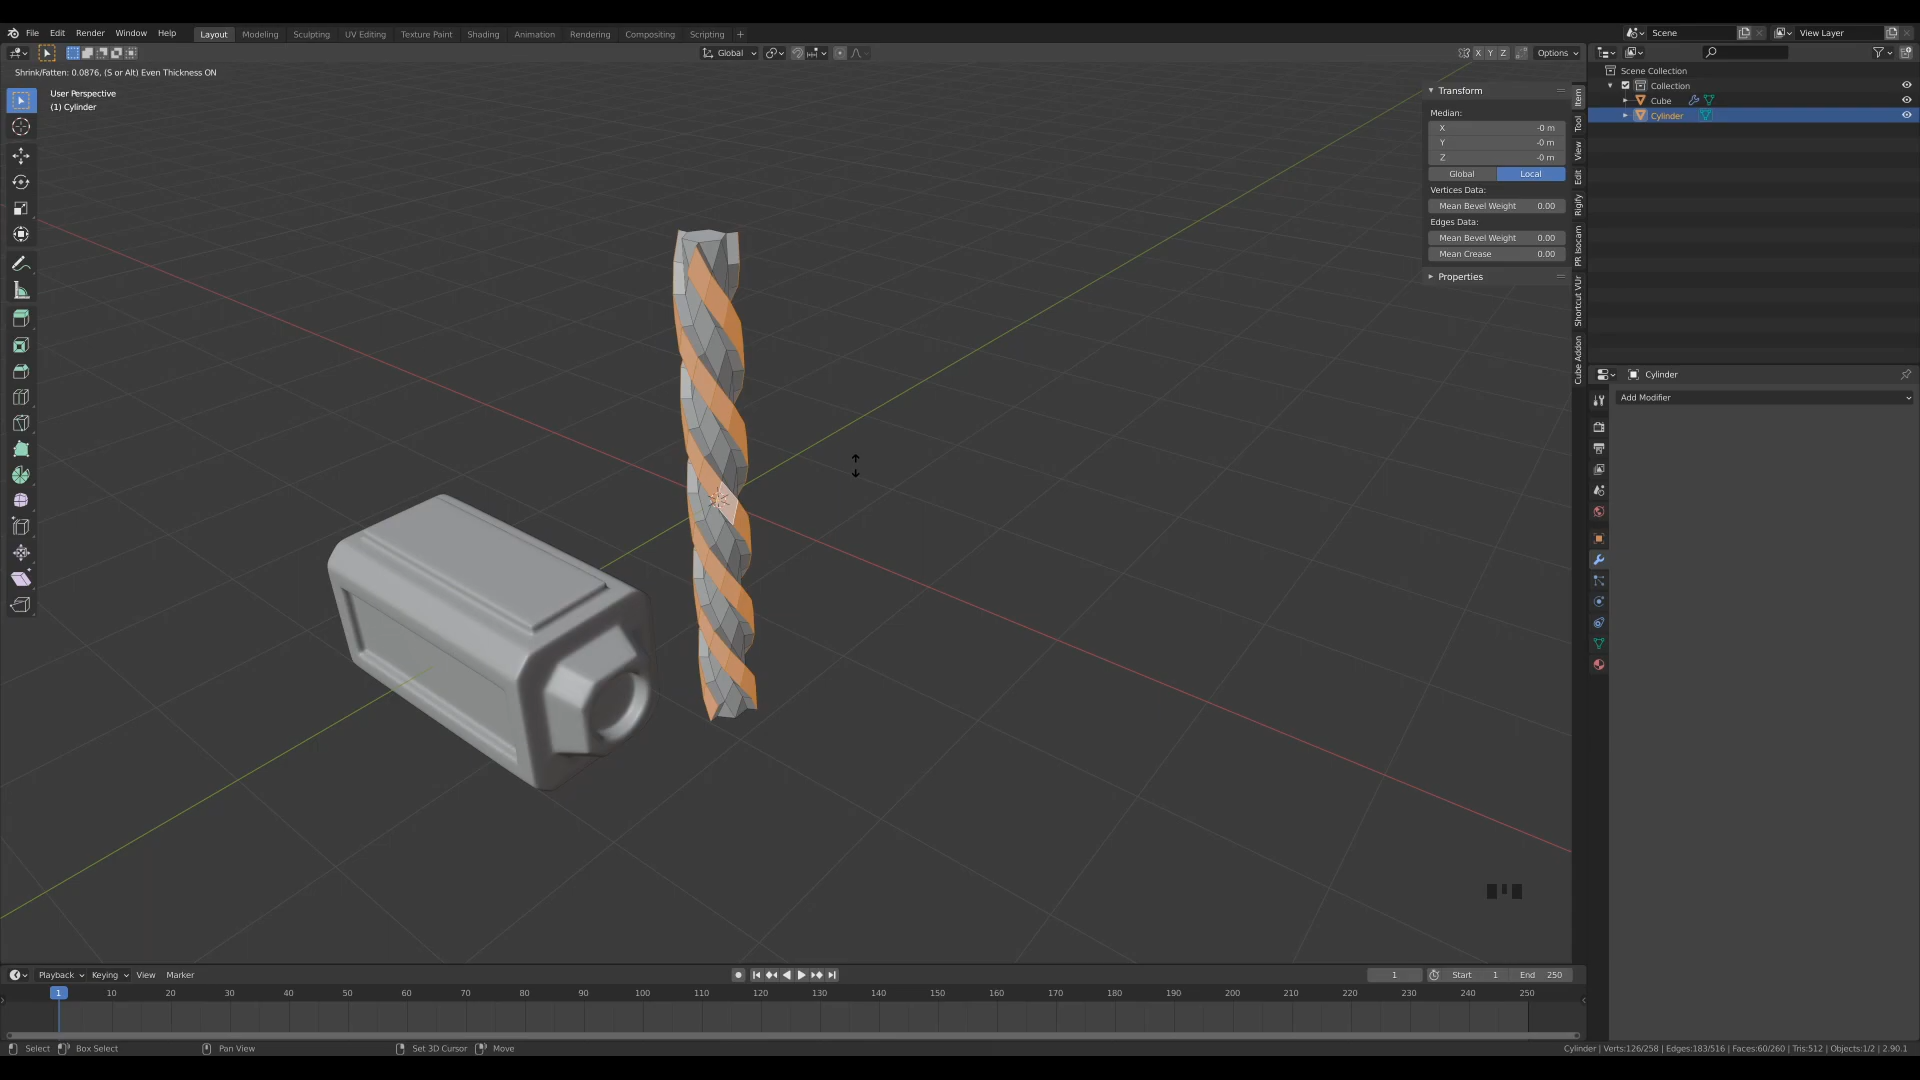 File Edit Render Window Help Layout Modeling Sculpting UV Editing Texture Paint Shading Animation Rendering Compositing Scripting + Scene View Layer
Global X Y Z Options
Shrink/Fatten: 0.0876, (S or Alt) Even Thickness ON
User Perspective
(1) Cylinder
Transform
Median:
X -0 m
Y -0 m
Z -0 m
Global Local
Vertices Data:
Mean Bevel Weight 0.00
Edges Data:
Mean Bevel Weight 0.00
Mean Crease 0.00
Properties
Item
Tool
View
Edit
Rigify
PR Isocam
Shortcut VUr
Cube Addon
Scene Collection
Collection
Cube
Cylinder
Cylinder
Add Modifier
Playback Keying View Marker 1 Start 1 End 250
1 10 20 30 40 50 60 70 80 90 100 110 120 130 140 150 160 170 180 190 200 210 220 230 240 250
Select Box Select Pan View Set 3D Cursor Move Cylinder | Verts:126/258 | Edges:183/516 | Faces:60/260 | Tris:512 | Objects:1/2 | 2.90.1